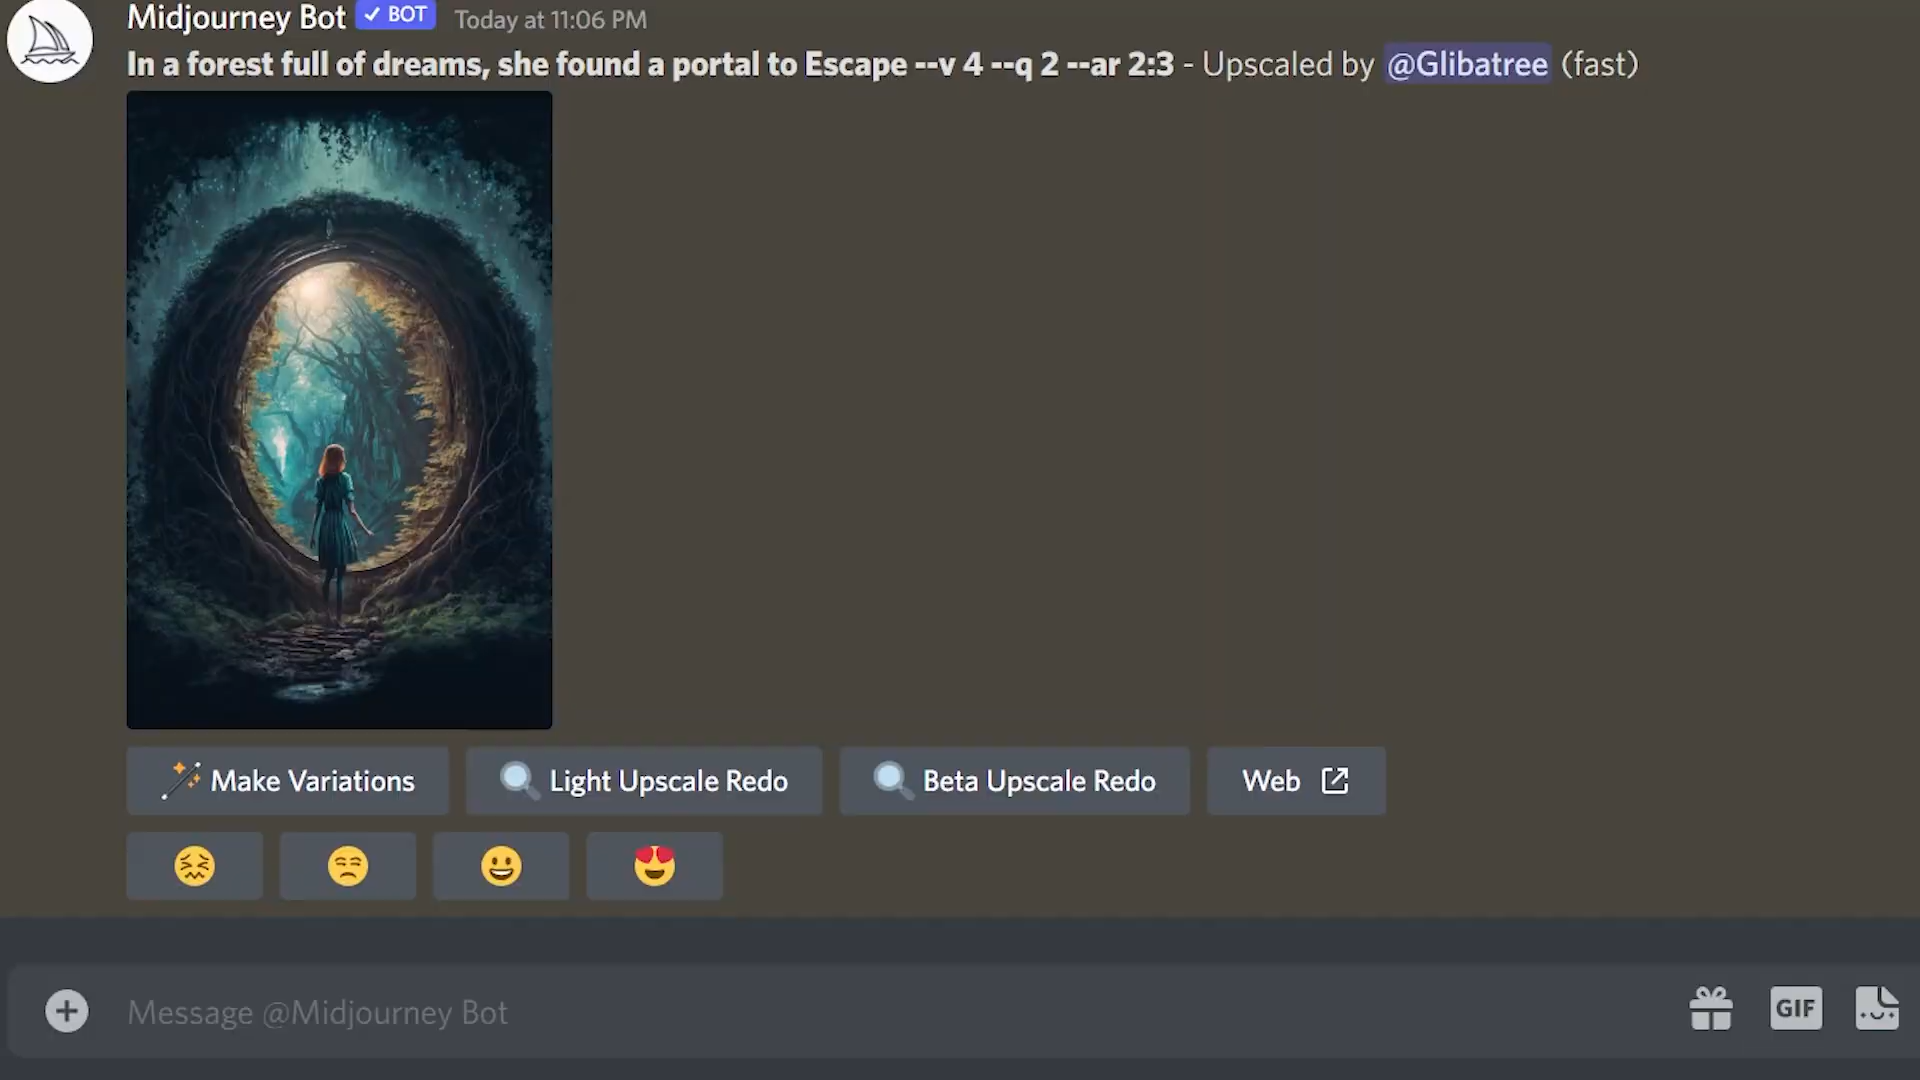 Midjourney Bot ✓ BOT Today at 11:06 PM
In a forest full of dreams, she found a portal to Escape --v 4 --q 2 --ar 2:3 - Upscaled by @Glibatree (fast)
Make Variations Light Upscale Redo Beta Upscale Redo Web
Message @Midjourney Bot GIF